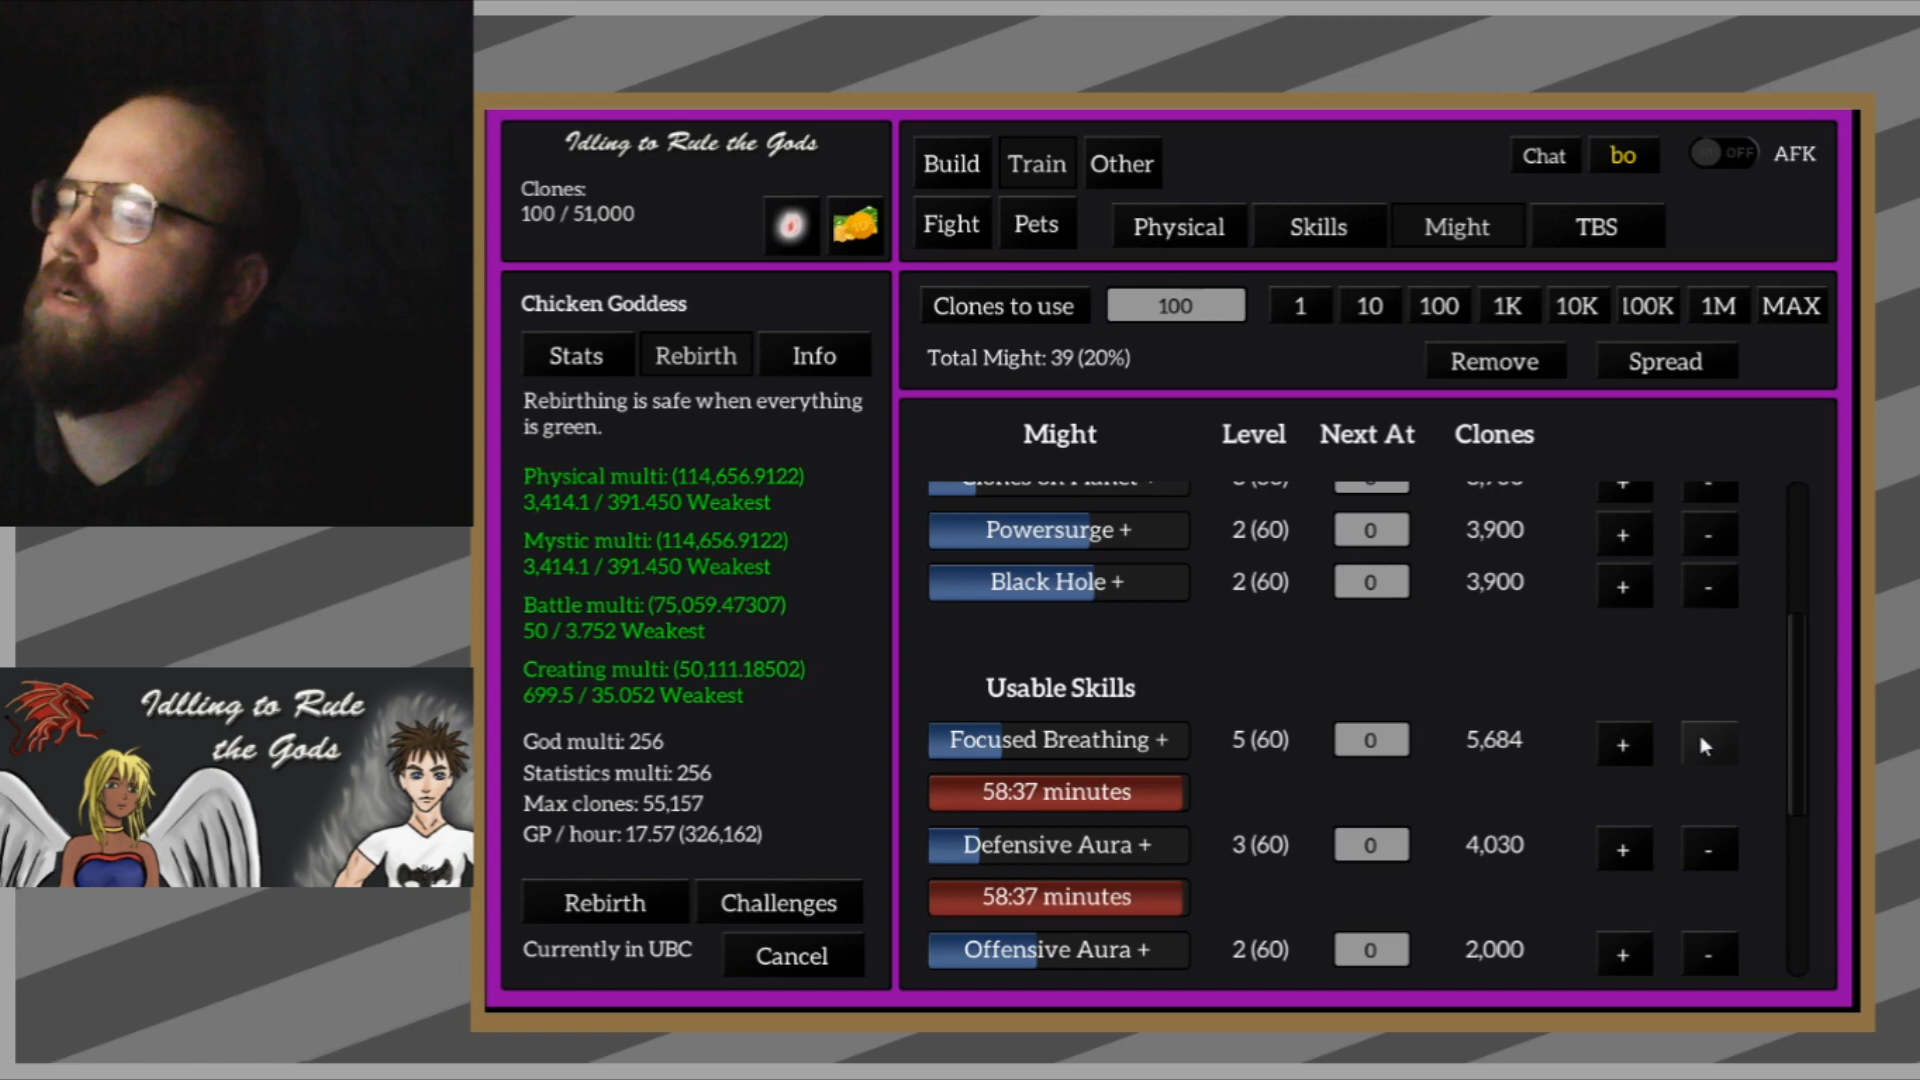 Idling to Rule the Gods
Clones:
100 / 51,000
Build
Train
Other
Fight
Pets
Physical
Skills
Might
TBS
Chat
bo
OFF
AFK
Chicken Goddess
Stats
Rebirth
Info
Rebirthing is safe when everything
is green.
Physical multi: (114,656.9122)
3,414.1 / 391.450 Weakest
Mystic multi: (114,656.9122)
3,414.1 / 391.450 Weakest
Battle multi: (75,059.47307)
50 / 3.752 Weakest
Creating multi: (50,111.18502)
699.5 / 35.052 Weakest
God multi: 256
Statistics multi: 256
Max clones: 55,157
GP / hour: 17.57 (326,162)
Rebirth
Challenges
Currently in UBC
Cancel
Clones to use
100
1
10
100
1K
10K
100K
1M
MAX
Total Might: 39 (20%)
Remove
Spread
Might
Level
Next At
Clones
Clones on Planet +
+
-
Powersurge +
2 (60)
0
3,900
+
-
Black Hole +
2 (60)
0
3,900
+
-
Usable Skills
Focused Breathing +
5 (60)
0
5,684
+
58:37 minutes
Defensive Aura +
3 (60)
0
4,030
+
-
58:37 minutes
Offensive Aura +
2 (60)
0
2,000
+
-
Idlling to Rule
the Gods